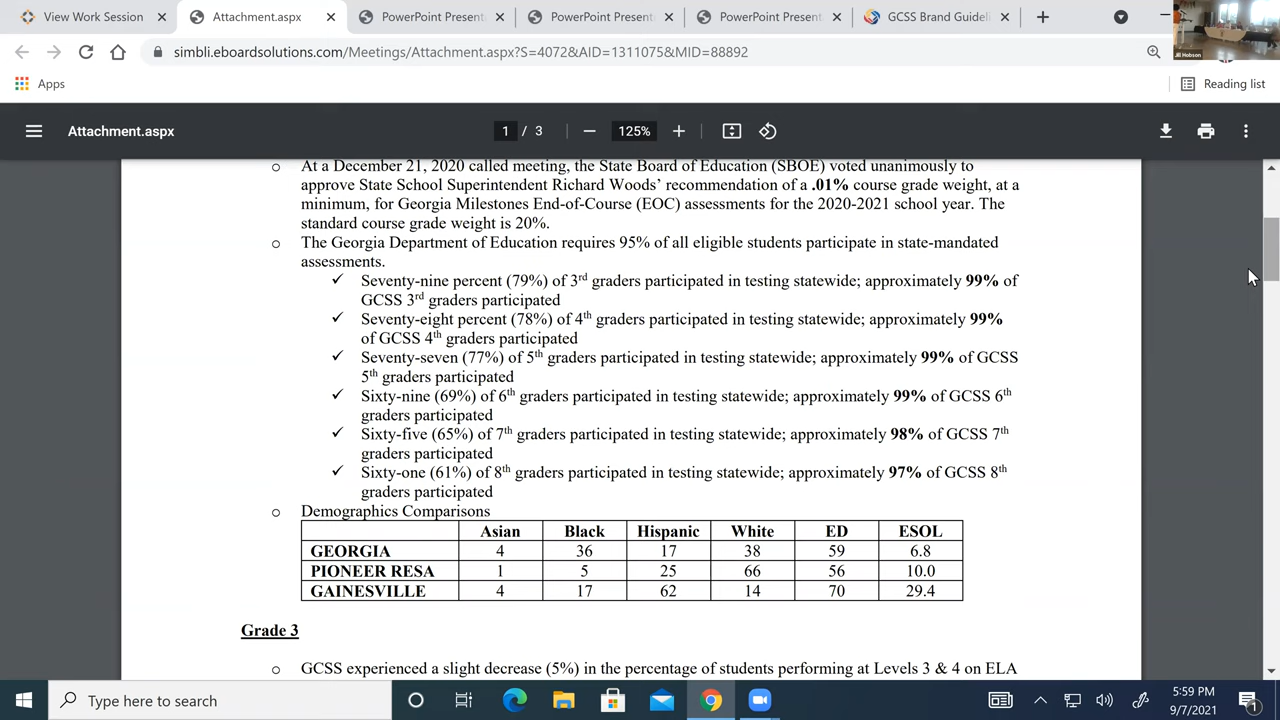 View Work Session
Attachment.aspx
PowerPoint Present
PowerPoint Present
PowerPoint Present
GCSS Brand Guideli
simbli.eboardsolutions.com/Meetings/Attachment.aspx?S=4072&AID=1311075&MID=88892
Jill Hobson
Apps
Reading list
Attachment.aspx
1 / 3
125%
o At a December 21, 2020 called meeting, the State Board of Education (SBOE) voted unanimously to
approve State School Superintendent Richard Woods' recommendation of a .01% course grade weight, at a
minimum, for Georgia Milestones End-of-Course (EOC) assessments for the 2020-2021 school year. The
standard course grade weight is 20%.
o The Georgia Department of Education requires 95% of all eligible students participate in state-mandated
assessments.
✓ Seventy-nine percent (79%) of 3rd graders participated in testing statewide; approximately 99% of
GCSS 3rd graders participated
✓ Seventy-eight percent (78%) of 4th graders participated in testing statewide; approximately 99%
of GCSS 4th graders participated
✓ Seventy-seven (77%) of 5th graders participated in testing statewide; approximately 99% of GCSS
5th graders participated
✓ Sixty-nine (69%) of 6th graders participated in testing statewide; approximately 99% of GCSS 6th
graders participated
✓ Sixty-five (65%) of 7th graders participated in testing statewide; approximately 98% of GCSS 7th
graders participated
✓ Sixty-one (61%) of 8th graders participated in testing statewide; approximately 97% of GCSS 8th
graders participated
o Demographics Comparisons
Asian Black Hispanic White ED ESOL
GEORGIA 4 36 17 38 59 6.8
PIONEER RESA 1 5 25 66 56 10.0
GAINESVILLE 4 17 62 14 70 29.4
Grade 3
o GCSS experienced a slight decrease (5%) in the percentage of students performing at Levels 3 & 4 on ELA
Type here to search
5:59 PM
9/7/2021
1